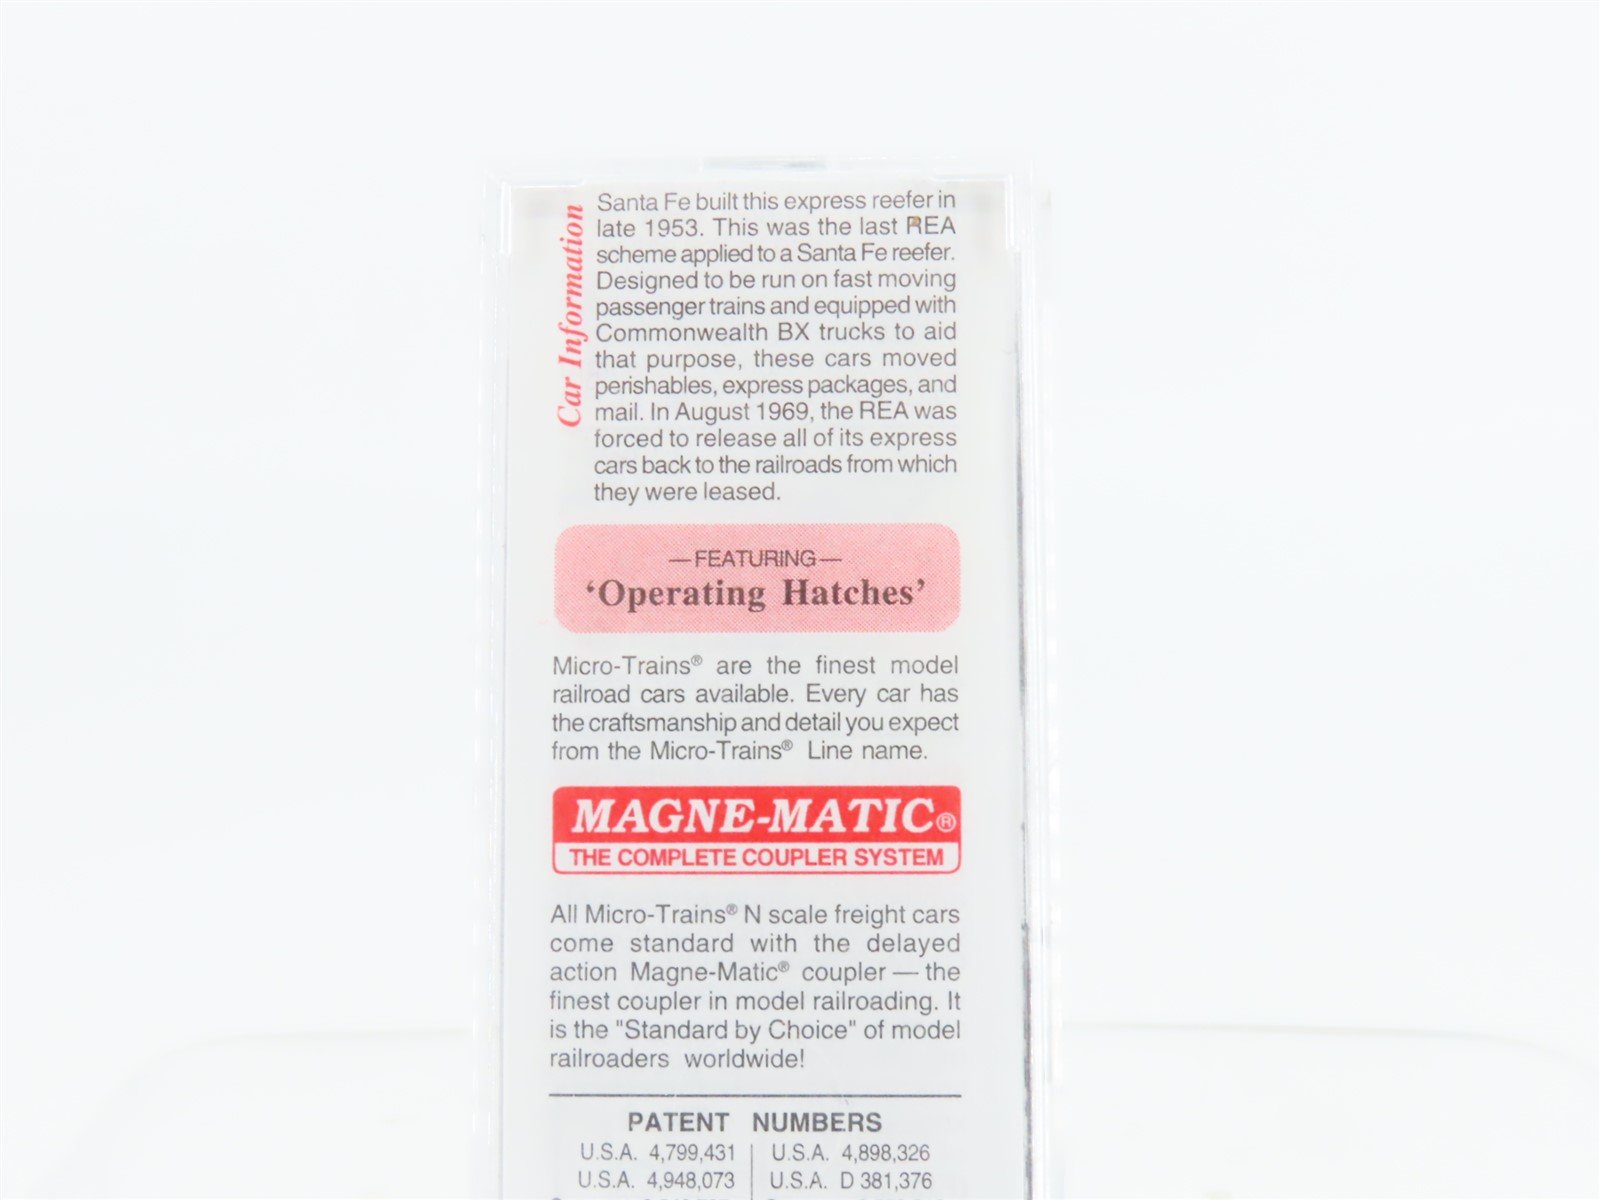 Car Information
Santa Fe built this express reefer in
late 1953. This was the last REA
scheme applied to a Santa Fe reefer.
Designed to be run on fast moving
passenger trains and equipped with
Commonwealth BX trucks to aid
that purpose, these cars moved
perishables, express packages, and
mail. In August 1969, the REA was
forced to release all of its express
cars back to the railroads from which
they were leased.
—FEATURING—
‘Operating Hatches’
Micro-Trains® are the finest model
railroad cars available. Every car has
the craftsmanship and detail you expect
from the Micro-Trains® Line name.
MAGNE-MATIC®
THE COMPLETE COUPLER SYSTEM
All Micro-Trains® N scale freight cars
come standard with the delayed
action Magne-Matic® coupler — the
finest coupler in model railroading. It
is the "Standard by Choice" of model
railroaders worldwide!
PATENT NUMBERS
U.S.A. 4,799,431 U.S.A. 4,898,326
U.S.A. 4,948,073 U.S.A. D 381,376